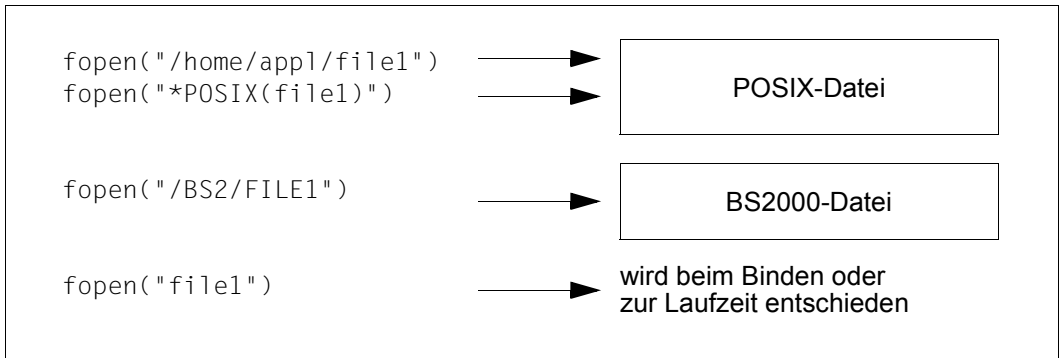 fopen("/home/appl/file1")
fopen("*POSIX(file1)")
POSIX-Datei
fopen("/BS2/FILE1")
BS2000-Datei
fopen("file1")
wird beim Binden oder
zur Laufzeit entschieden